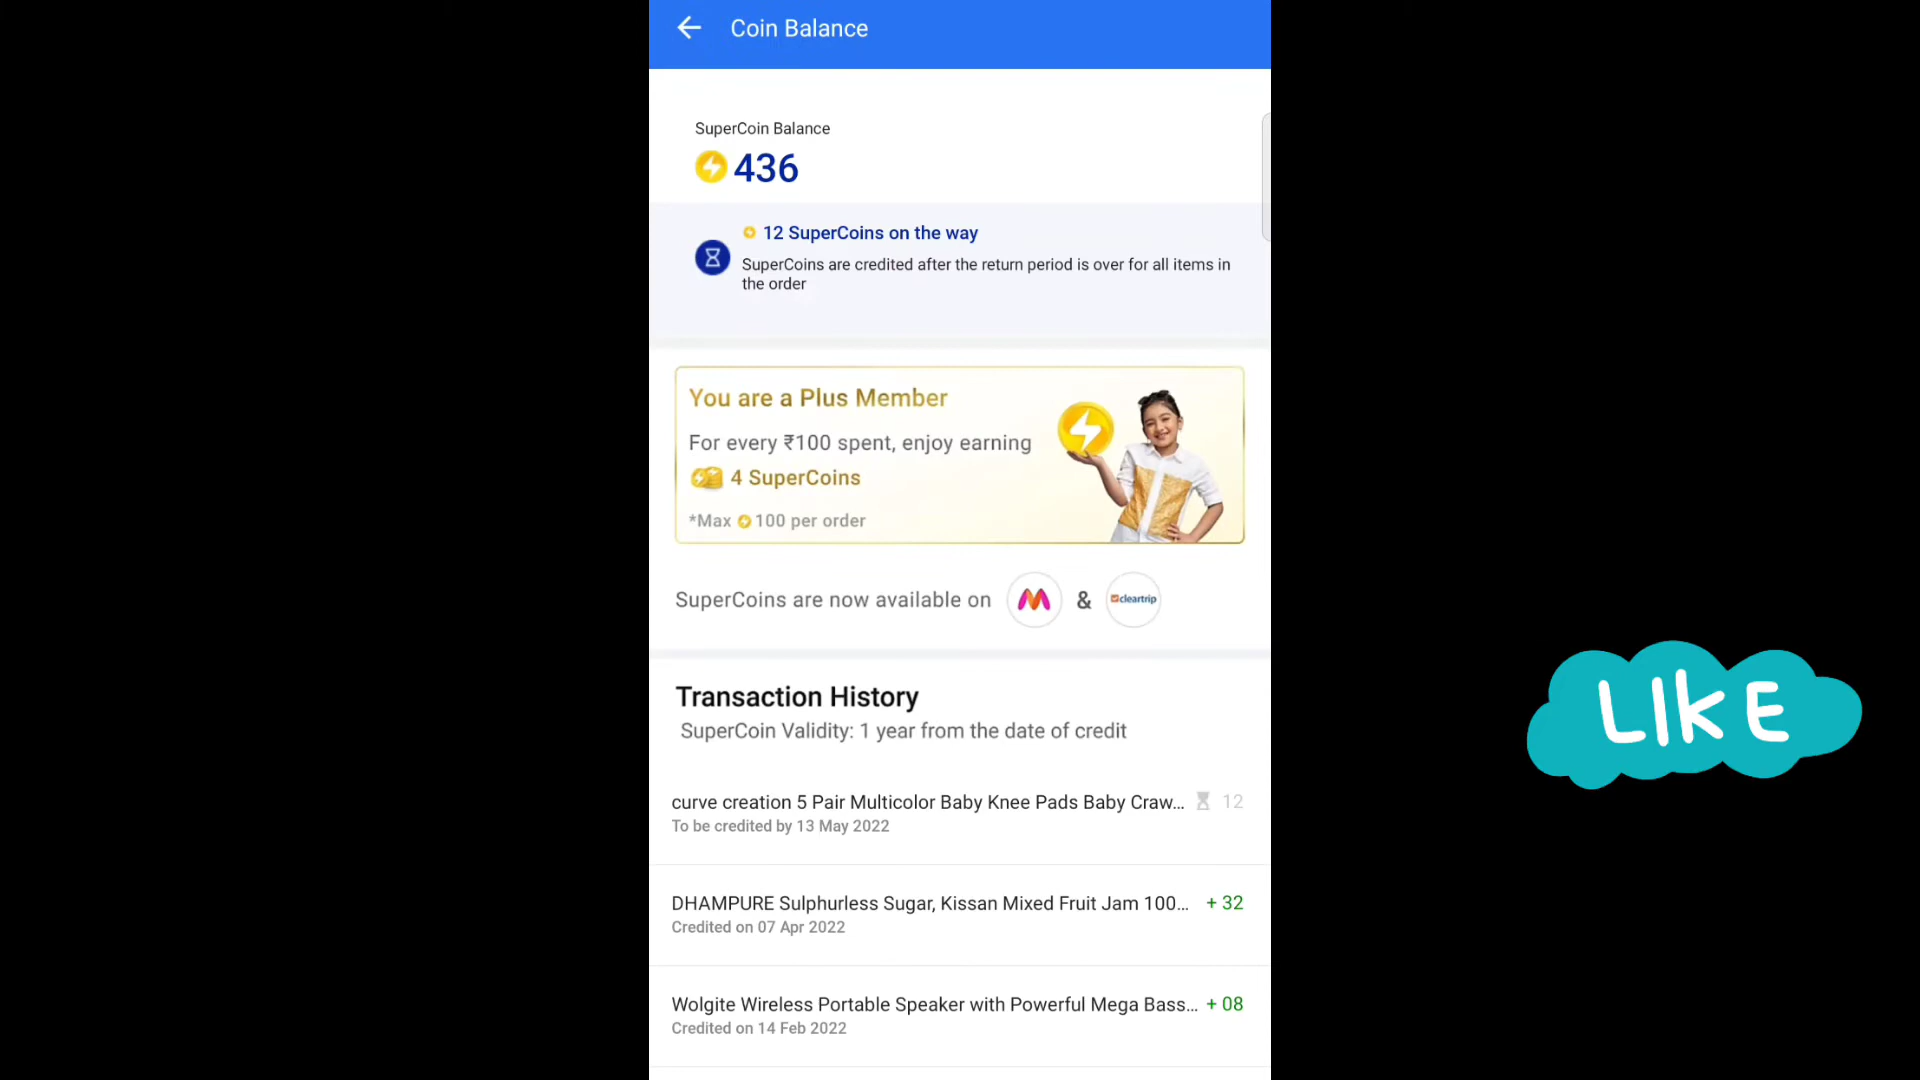 Coin Balance
SuperCoin Balance
436
12 SuperCoins on the way
SuperCoins are credited after the return period is over for all items in
the order
You are a Plus Member
For every ₹100 spent, enjoy earning
4 SuperCoins
*Max 100 per order
SuperCoins are now available on & cleartrip
LIKE
Transaction History
SuperCoin Validity: 1 year from the date of credit
curve creation 5 Pair Multicolor Baby Knee Pads Baby Craw... 12
To be credited by 13 May 2022
DHAMPURE Sulphurless Sugar, Kissan Mixed Fruit Jam 100... + 32
Credited on 07 Apr 2022
Wolgite Wireless Portable Speaker with Powerful Mega Bass... + 08
Credited on 14 Feb 2022